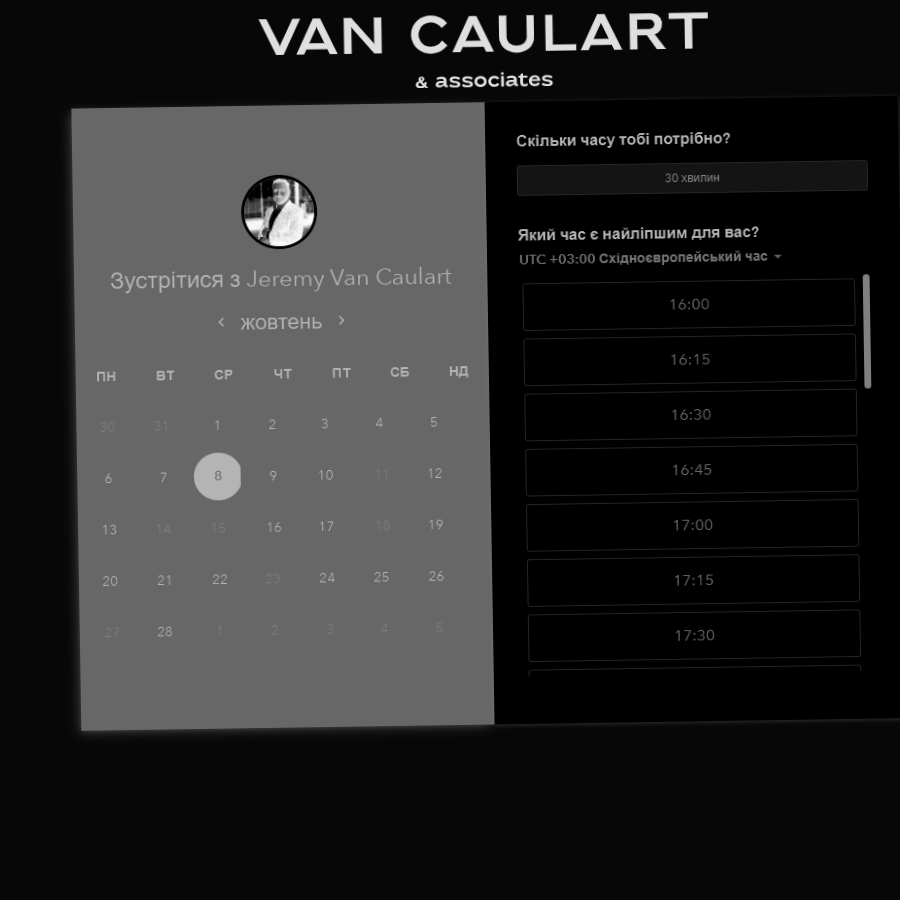 VAN CAULART
& associates
Зустрітися з Jeremy Van Caulart
жовтень
ПН ВТ СР ЧТ ПТ СБ НД
30 31 1 2 3 4 5
6 7 8 9 10 11 12
13 14 15 16 17 18 19
20 21 22 23 24 25 26
27 28 1 2 3 4 5
Скільки часу тобі потрібно?
30 хвилин
Який час є найліпшим для вас?
UTC +03:00 Східноєвропейський час
16:00
16:15
16:30
16:45
17:00
17:15
17:30